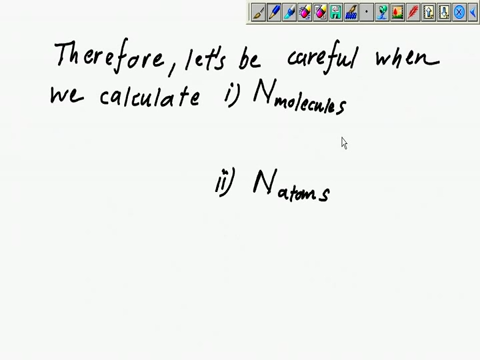 Therefore, let's be careful when
we calculate i) Nmolecules
ii) Natoms